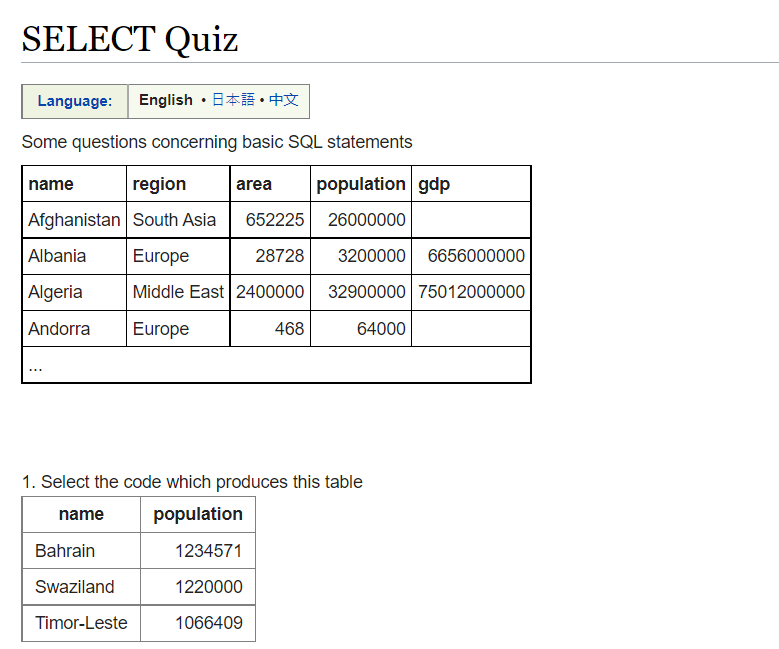 SELECT Quiz
Language: English • 日本語 • 中文
Some questions concerning basic SQL statements
name region area population gdp
Afghanistan South Asia 652225 26000000
Albania Europe 28728 3200000 6656000000
Algeria Middle East 2400000 32900000 75012000000
Andorra Europe 468 64000
...
1. Select the code which produces this table
name population
Bahrain 1234571
Swaziland 1220000
Timor-Leste 1066409